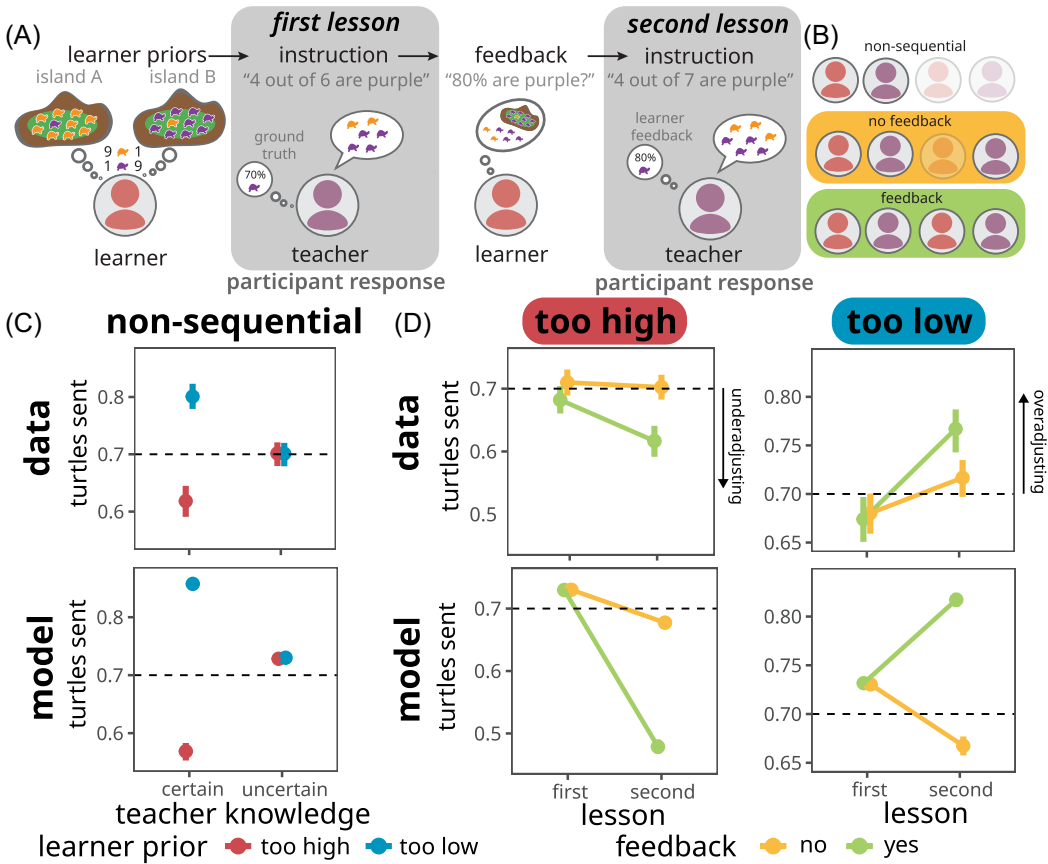 (A)
learner priors
island A
island B
9 1
1 9
learner
first lesson
instruction
“4 out of 6 are purple”
ground
truth
70%
teacher
participant response
feedback
“80% are purple?”
learner
second lesson
instruction
“4 out of 7 are purple”
learner
feedback
80%
teacher
participant response
(B)
non-sequential
no feedback
feedback
(C)
non-sequential
data
turtles sent
0.8
0.7
0.6
model
turtles sent
0.8
0.7
0.6
certain
uncertain
teacher knowledge
learner prior
too high
too low
(D)
too high
too low
data
turtles sent
0.7
0.6
0.5
underadjusting
0.80
0.75
0.70
0.65
overadjusting
model
turtles sent
0.7
0.6
0.5
first
second
lesson
0.80
0.75
0.70
0.65
first
second
lesson
feedback
no
yes